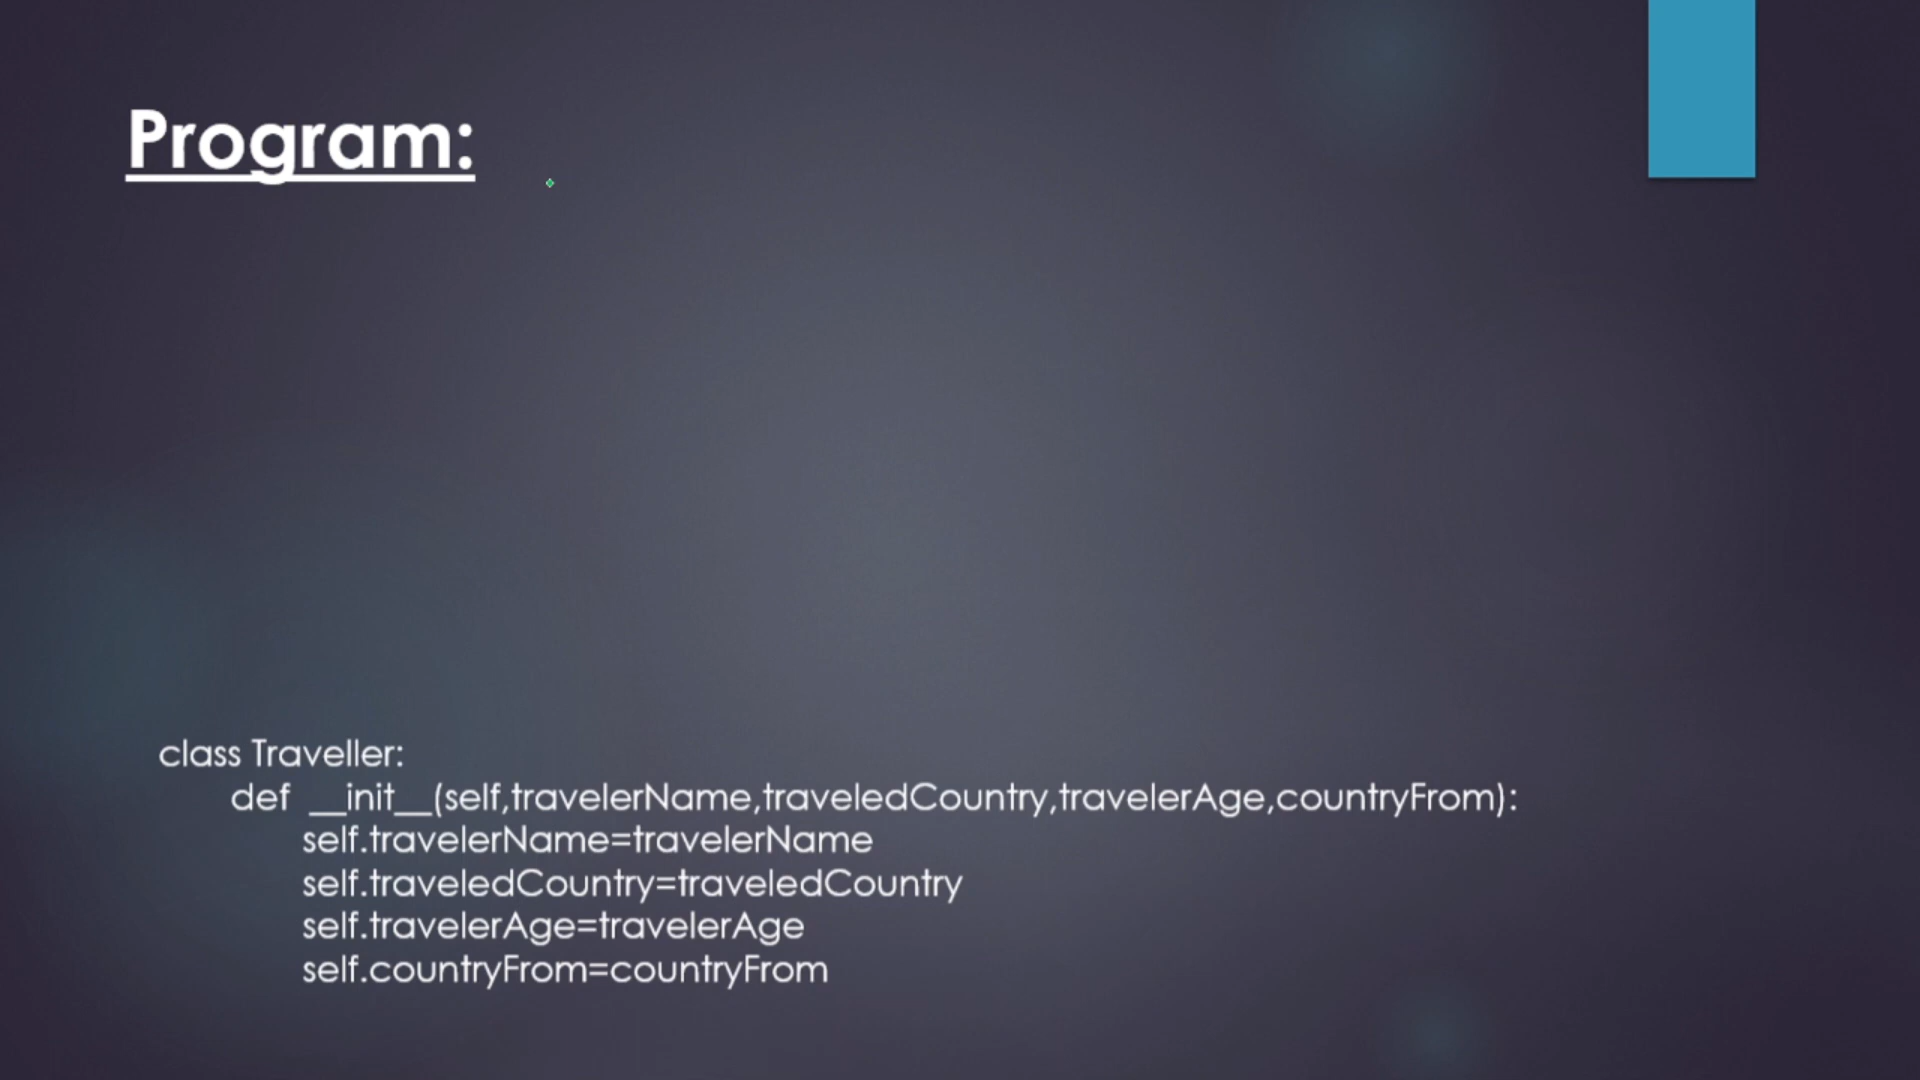 Program:
class Traveller:
def __init__(self,travelerName,traveledCountry,travelerAge,countryFrom):
self.travelerName=travelerName
self.traveledCountry=traveledCountry
self.travelerAge=travelerAge
self.countryFrom=countryFrom